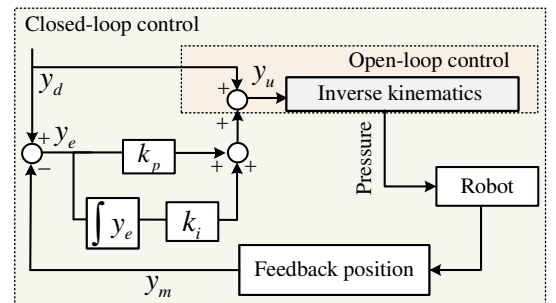 Closed-loop control
Open-loop control
y_d
y_u
+
+
Inverse kinematics
+
y_e
−
k_p
+
+
Pressure
Robot
∫ y_e
k_i
Feedback position
y_m